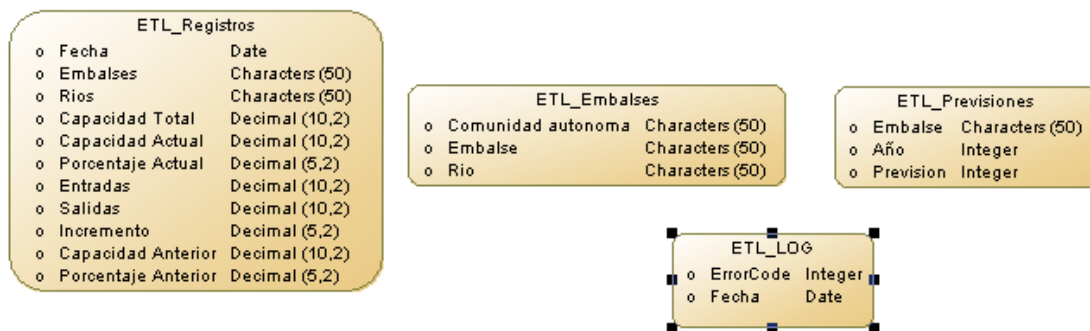 ETL_Registros
o Fecha Date
o Embalses Characters (50)
o Rios Characters (50)
o Capacidad Total Decimal (10,2)
o Capacidad Actual Decimal (10,2)
o Porcentaje Actual Decimal (5,2)
o Entradas Decimal (10,2)
o Salidas Decimal (10,2)
o Incremento Decimal (5,2)
o Capacidad Anterior Decimal (10,2)
o Porcentaje Anterior Decimal (5,2)
ETL_Embalses
o Comunidad autonoma Characters (50)
o Embalse Characters (50)
o Rio Characters (50)
ETL_Previsiones
o Embalse Characters (50)
o Año Integer
o Prevision Integer
ETL_LOG
o ErrorCode Integer
o Fecha Date